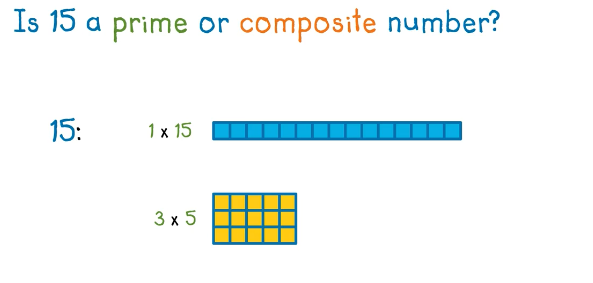 Is 15 a prime or composite number?
15: 1 x 15
3 x 5